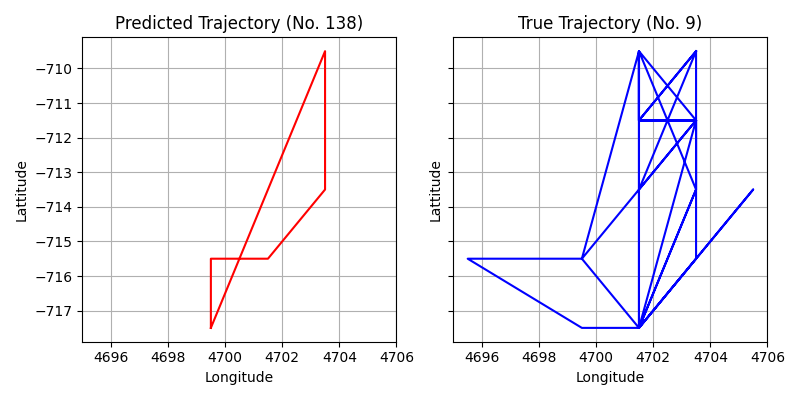 Predicted Trajectory (No. 138)
True Trajectory (No. 9)
Lattitude
−710
−711
−712
−713
−714
−715
−716
−717
4696 4698 4700 4702 4704 4706
Longitude
Lattitude
4696 4698 4700 4702 4704 4706
Longitude